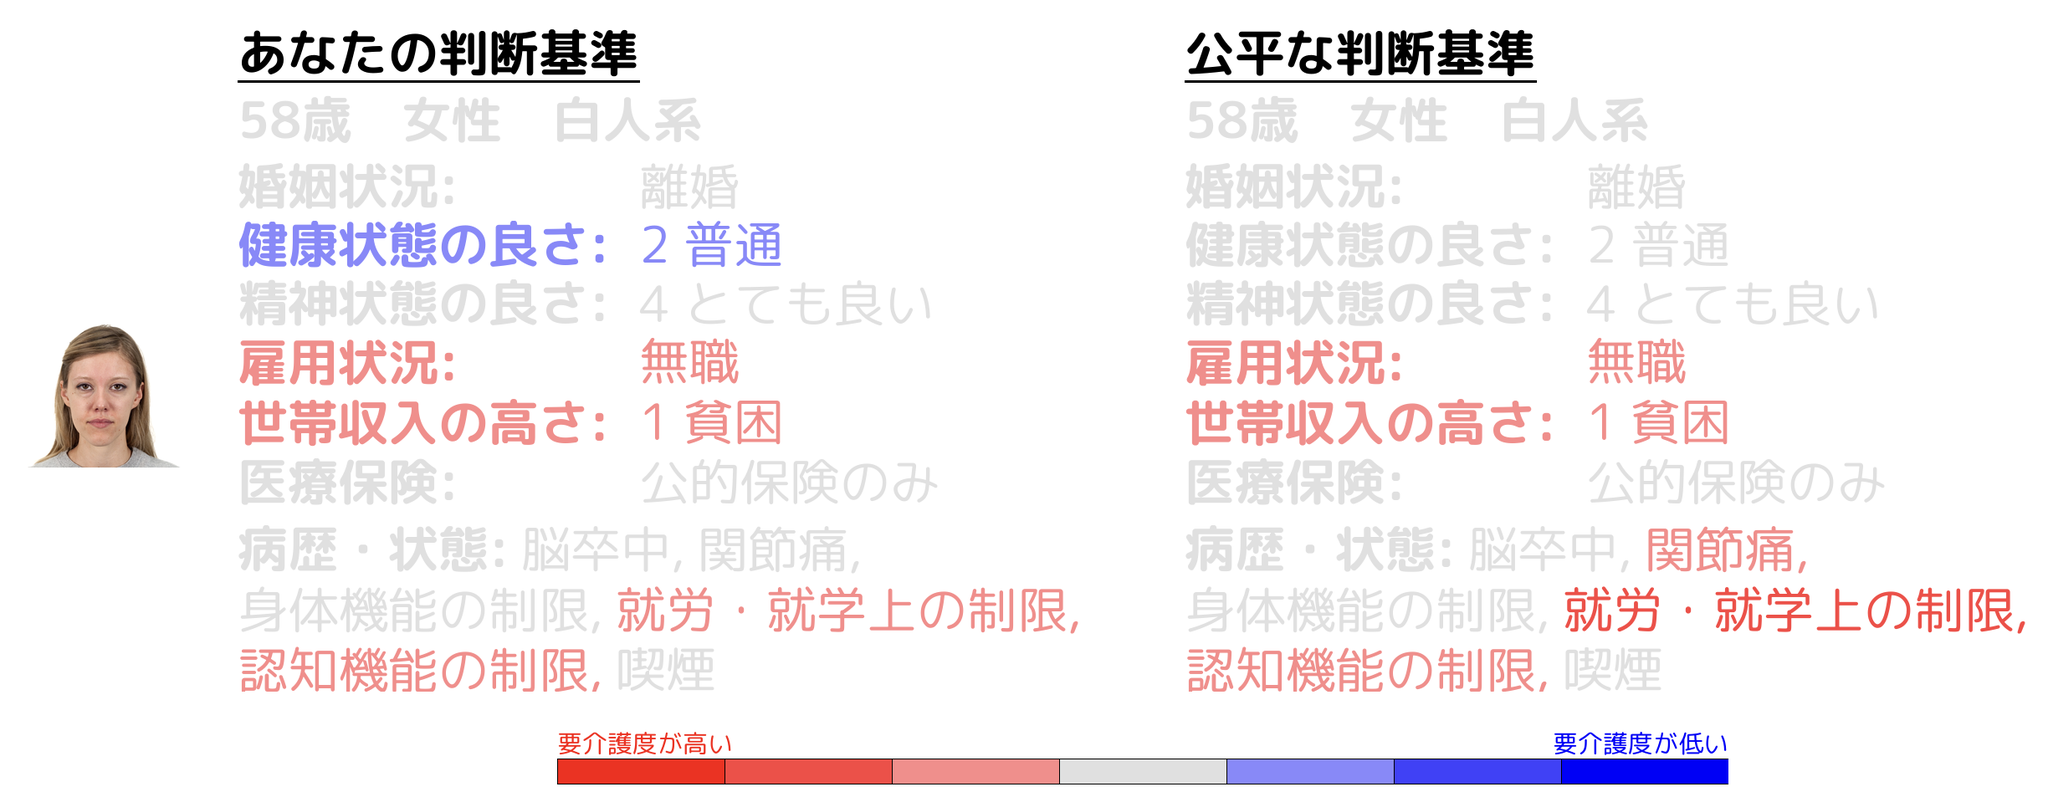 あなたの判断基準
58歳　女性　白人系
婚姻状況: 離婚
健康状態の良さ: 2 普通
精神状態の良さ: 4 とても良い
雇用状況: 無職
世帯収入の高さ: 1 貧困
医療保険: 公的保険のみ
病歴・状態: 脳卒中, 関節痛,
身体機能の制限, 就労・就学上の制限,
認知機能の制限, 喫煙
公平な判断基準
58歳　女性　白人系
婚姻状況: 離婚
健康状態の良さ: 2 普通
精神状態の良さ: 4 とても良い
雇用状況: 無職
世帯収入の高さ: 1 貧困
医療保険: 公的保険のみ
病歴・状態: 脳卒中, 関節痛,
身体機能の制限, 就労・就学上の制限,
認知機能の制限, 喫煙
要介護度が高い
要介護度が低い